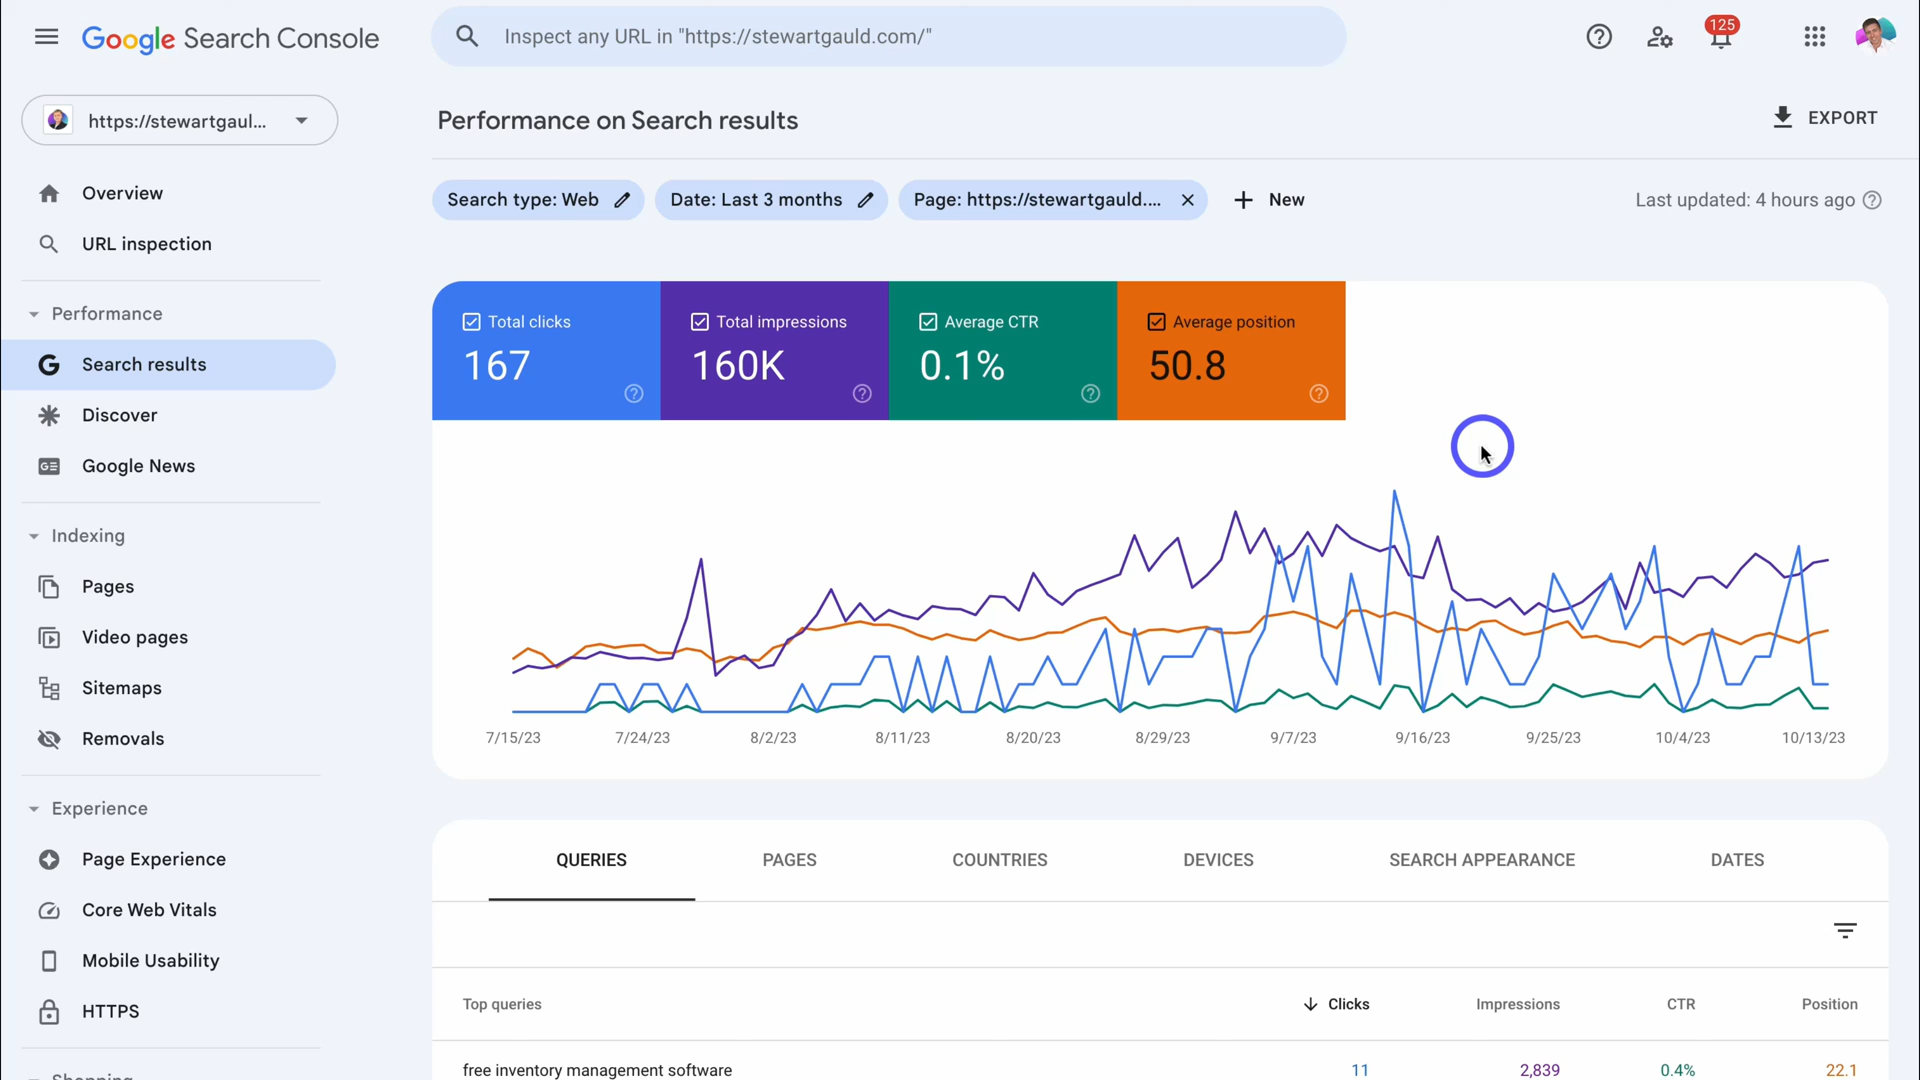 Google Search Console
Inspect any URL in "https://stewartgauld.com/"
125
https://stewartgaul...
Performance on Search results
EXPORT
Overview
URL inspection
Search type: Web
Date: Last 3 months
Page: https://stewartgauld....
New
Last updated: 4 hours ago
Performance
Search results
Discover
Google News
Total clicks
167
Total impressions
160K
Average CTR
0.1%
Average position
50.8
Indexing
Pages
Video pages
Sitemaps
Removals
7/15/23 7/24/23 8/2/23 8/11/23 8/20/23 8/29/23 9/7/23 9/16/23 9/25/23 10/4/23 10/13/23
Experience
Page Experience
Core Web Vitals
Mobile Usability
HTTPS
Shopping
QUERIES PAGES COUNTRIES DEVICES SEARCH APPEARANCE DATES
Top queries Clicks Impressions CTR Position
free inventory management software 11 2,839 0.4% 22.1